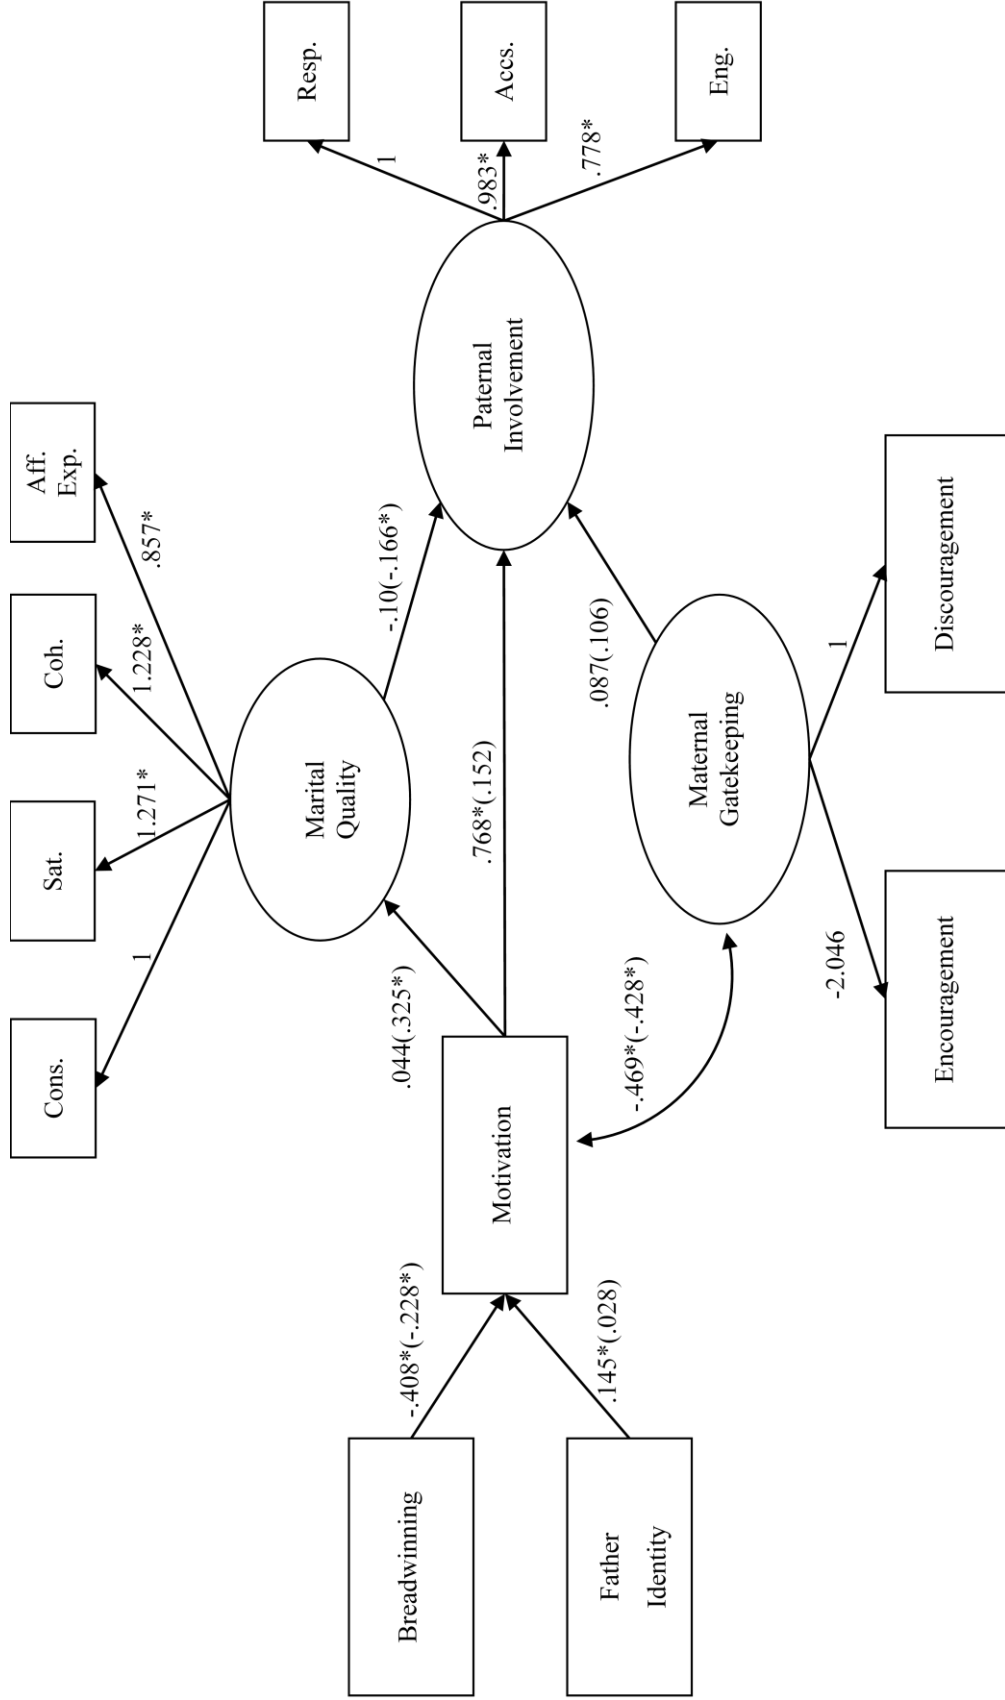 Cons.
Sat.
Coh.
Aff.
Exp.
1
1.271*
1.228*
.857*
Marital
Quality
Resp.
Accs.
Eng.
1
.983*
.778*
.044(.325*)
-.10(-.166*)
Breadwinning
-.408*(-.228*)
Motivation
.768*(.152)
Paternal
Involvement
Father
Identity
.145*(.028)
-.469*(-.428*)
.087(.106)
Maternal
Gatekeeping
-2.046
1
Encouragement
Discouragement